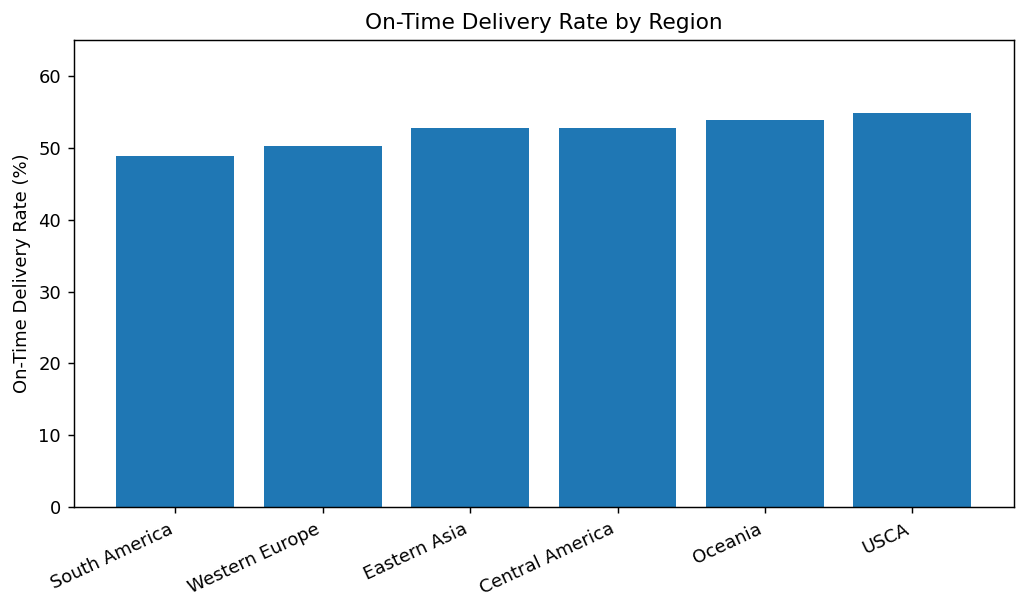 On-Time Delivery Rate by Region
On-Time Delivery Rate (%)
60
50
40
30
20
10
0
South America
Western Europe
Eastern Asia
Central America
Oceania
USCA